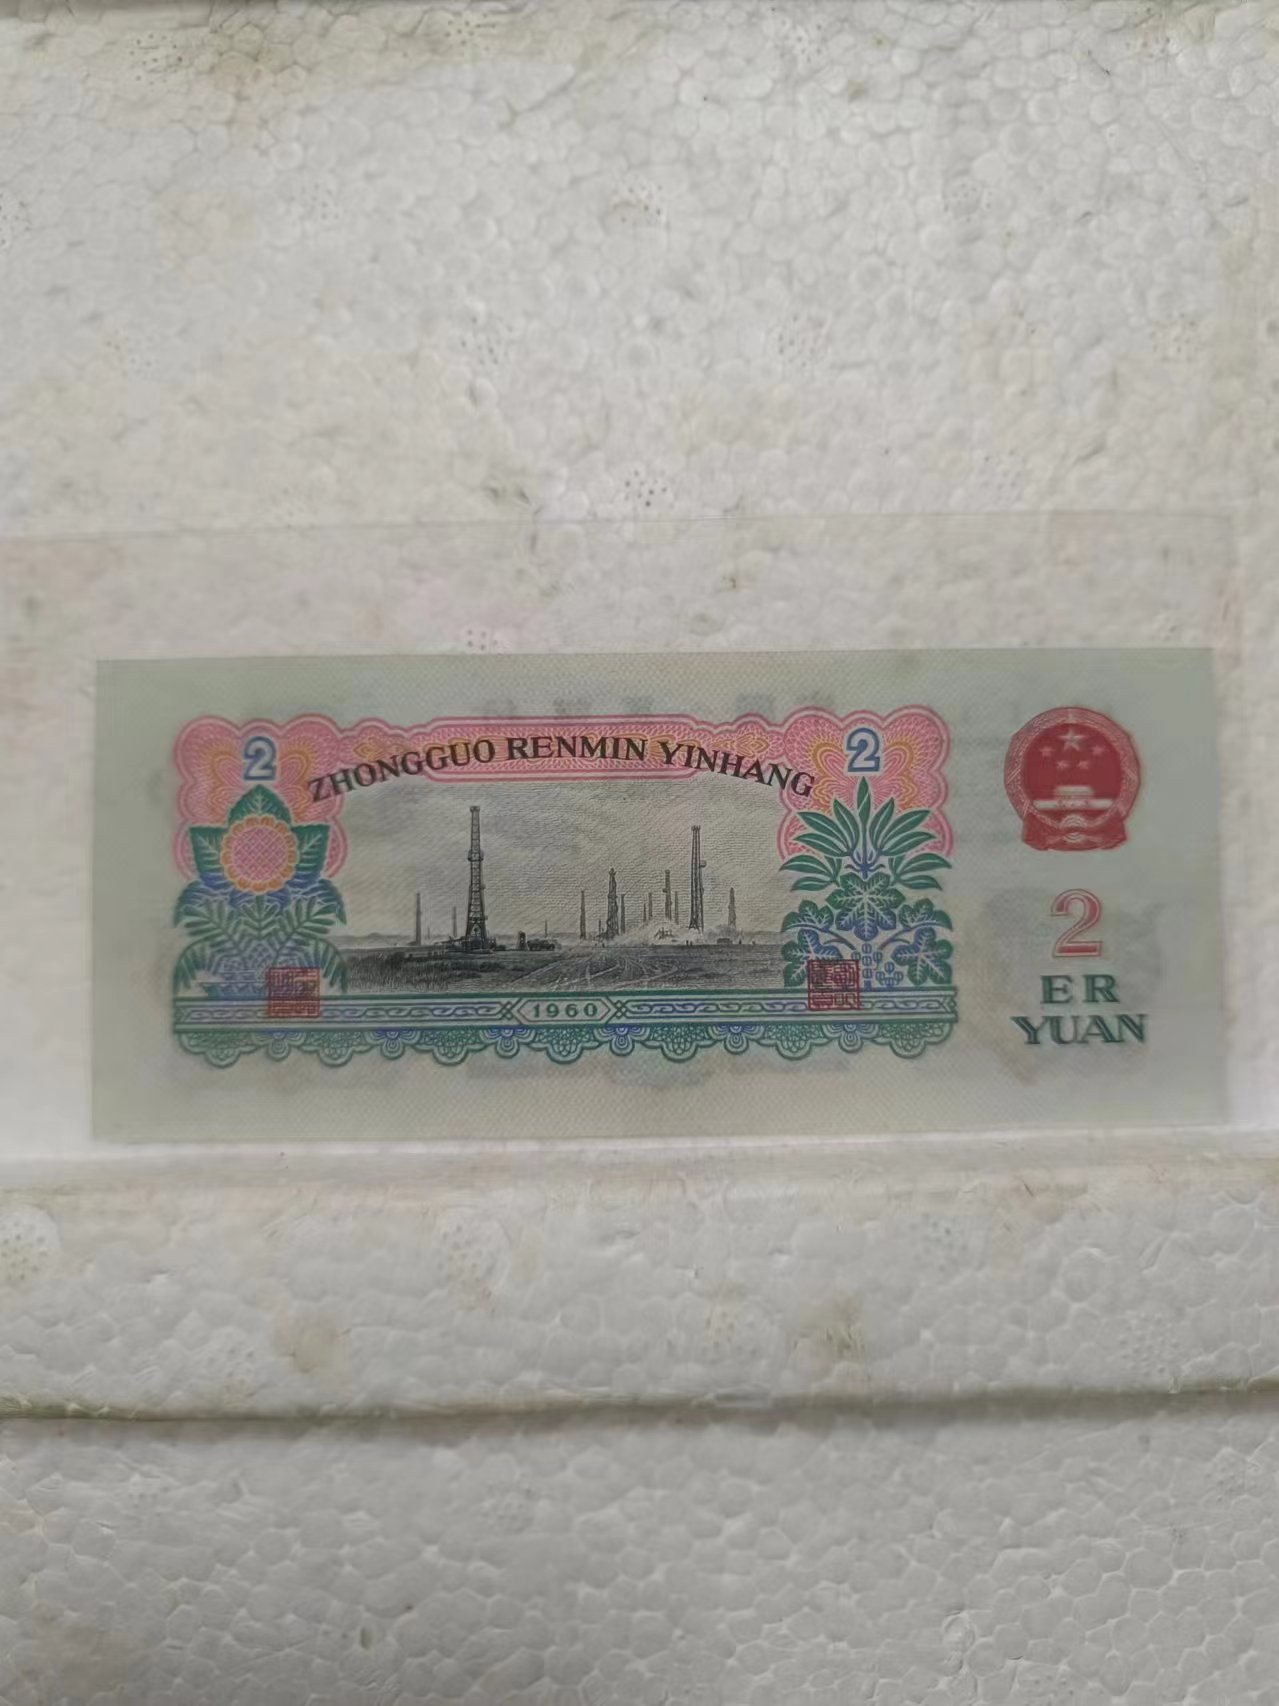 2
ZHONGGUO RENMIN YINHANG
2
1960
2
ER
YUAN